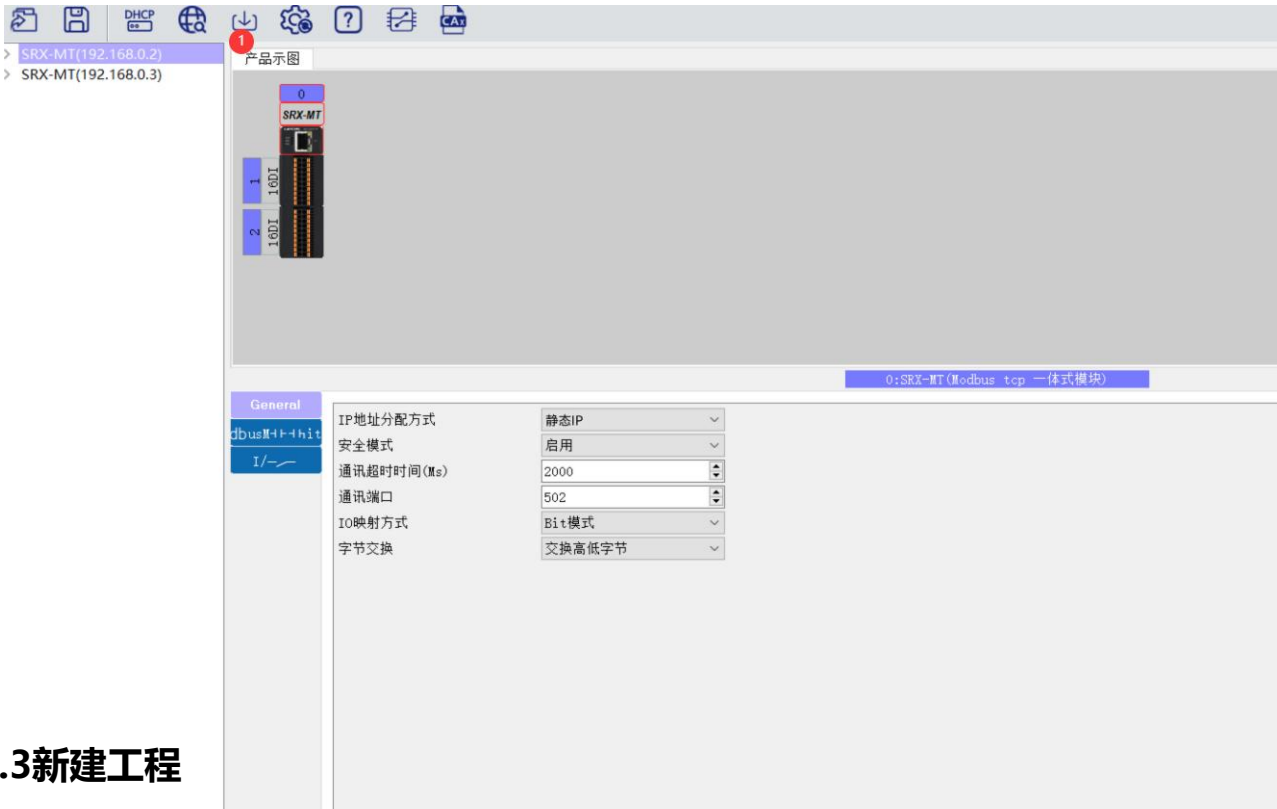 DHCP
?
CAT
1
> SRX-MT(192.168.0.2)
> SRX-MT(192.168.0.3)
产品示图
0
SRX-MT
1
16DI
2
16DI
0:SRX-MT(Modbus tcp 一体式模块)
General
IP地址分配方式
静态IP
安全模式
启用
通讯超时时间(Ms)
2000
通讯端口
502
IO映射方式
Bit模式
字节交换
交换高低字节
.3新建工程